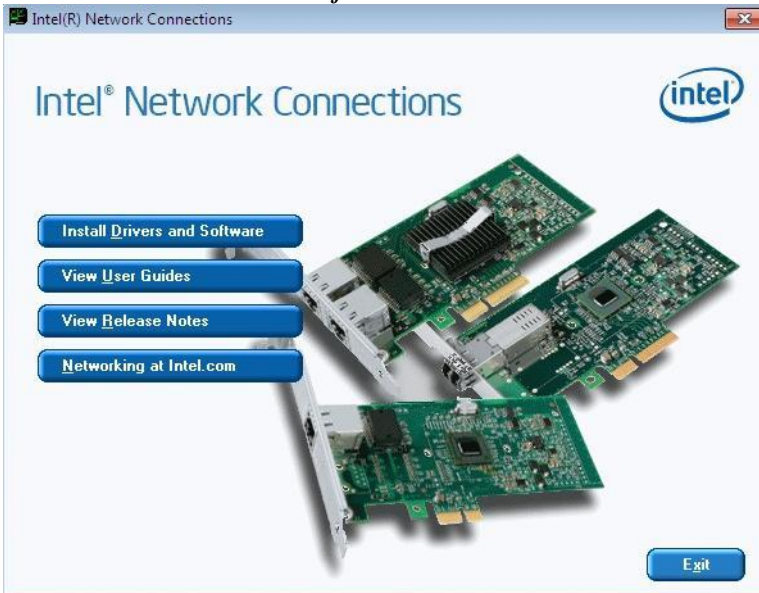 Intel(R) Network Connections
Intel® Network Connections
intel
Install Drivers and Software
View User Guides
View Release Notes
Networking at Intel.com
Exit